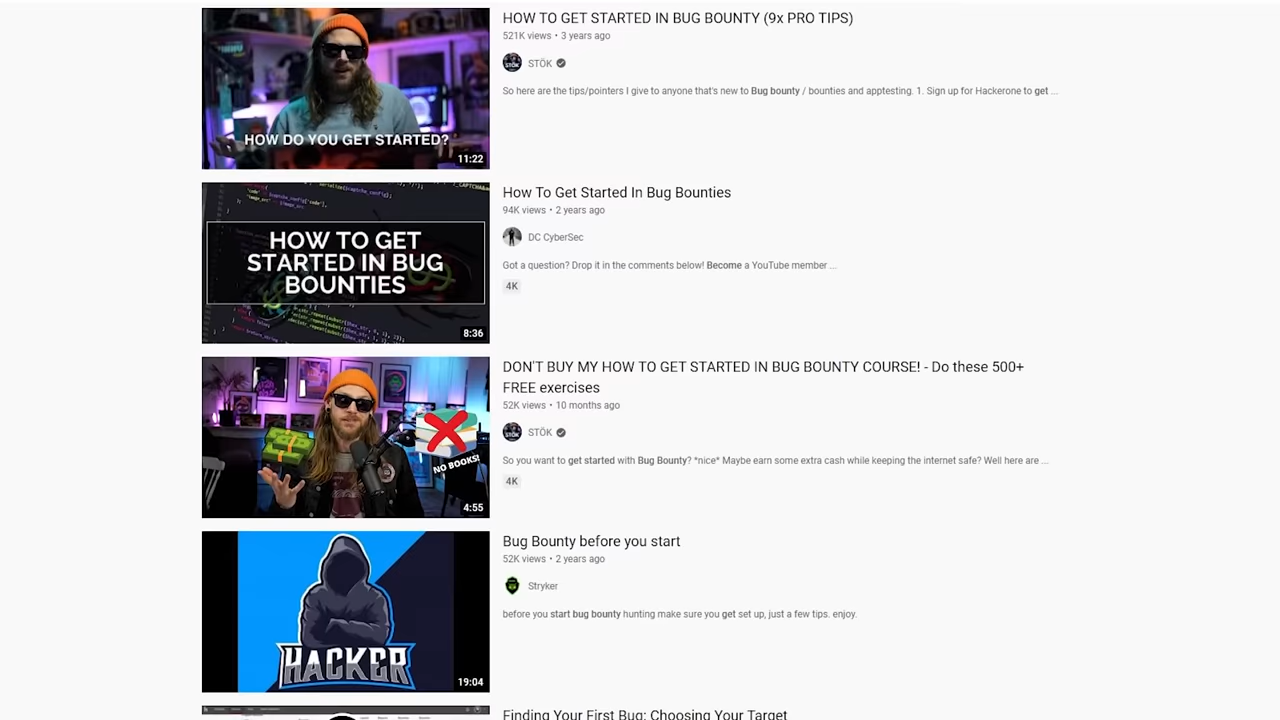 HOW TO GET STARTED IN BUG BOUNTY (9x PRO TIPS)
521K views • 3 years ago
STÖK
So here are the tips/pointers I give to anyone that's new to Bug bounty / bounties and apptesting. 1. Sign up for Hackerone to get ...
HOW DO YOU GET STARTED?
11:22
How To Get Started In Bug Bounties
94K views • 2 years ago
DC CyberSec
Got a question? Drop it in the comments below! Become a YouTube member ...
4K
HOW TO GET
STARTED IN BUG
BOUNTIES
8:36
DON'T BUY MY HOW TO GET STARTED IN BUG BOUNTY COURSE! - Do these 500+
FREE exercises
52K views • 10 months ago
STÖK
So you want to get started with Bug Bounty? *nice* Maybe earn some extra cash while keeping the internet safe? Well here are ...
4K
NO BOOKS!
4:55
Bug Bounty before you start
52K views • 2 years ago
Stryker
before you start bug bounty hunting make sure you get set up, just a few tips. enjoy.
HACKER
19:04
Finding Your First Bug: Choosing Your Target